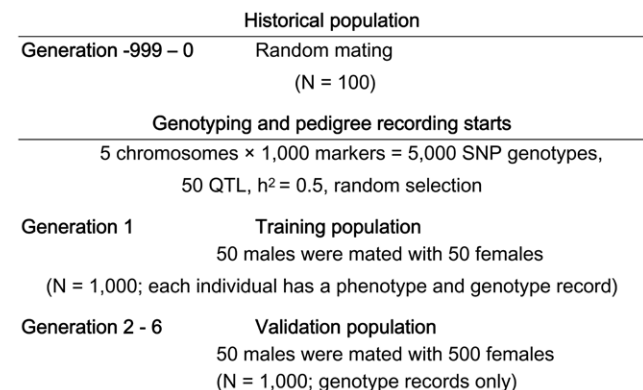 Historical population
Generation -999 – 0 Random mating
(N = 100)
Genotyping and pedigree recording starts
5 chromosomes × 1,000 markers = 5,000 SNP genotypes,
50 QTL, h² = 0.5, random selection
Generation 1 Training population
50 males were mated with 50 females
(N = 1,000; each individual has a phenotype and genotype record)
Generation 2 - 6 Validation population
50 males were mated with 500 females
(N = 1,000; genotype records only)